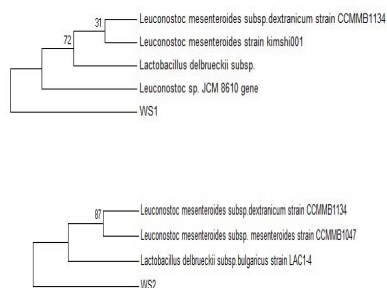 31
Leuconostoc mesenteroides subsp.dextranicum strain CCMMB1134
72
Leuconostoc mesenteroides strain kimshi001
Lactobacillus delbrueckii subsp.
Leuconostoc sp. JCM 8610 gene
WS1
87
Leuconostoc mesenteroides subsp.dextranicum strain CCMMB1134
Leuconostoc mesenteroides subsp. mesenteroides strain CCMMB1047
Lactobacillus delbrueckii subsp.bulgaricus strain LAC1-4
WS2